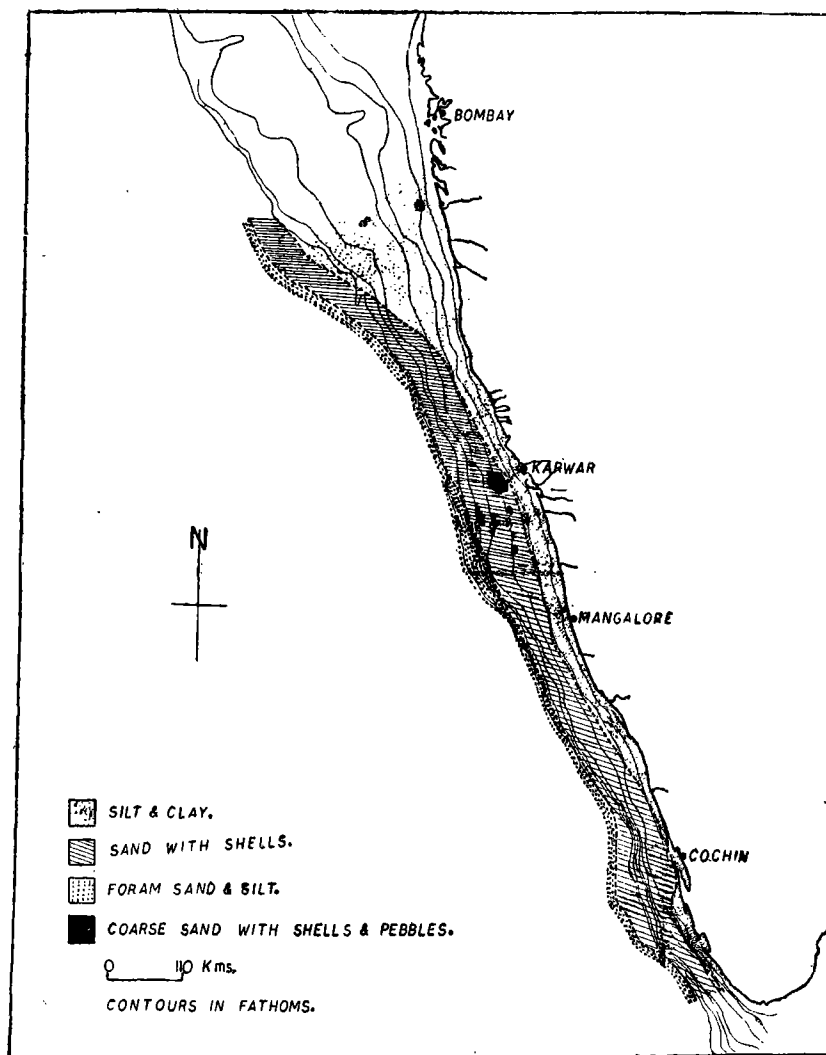 BOMBAY
KARWAR
N
MANGALORE
COCHIN
SILT & CLAY.
SAND WITH SHELLS.
FORAM SAND & SILT.
COARSE SAND WITH SHELLS & PEBBLES.
0 110 Kms.
CONTOURS IN FATHOMS.